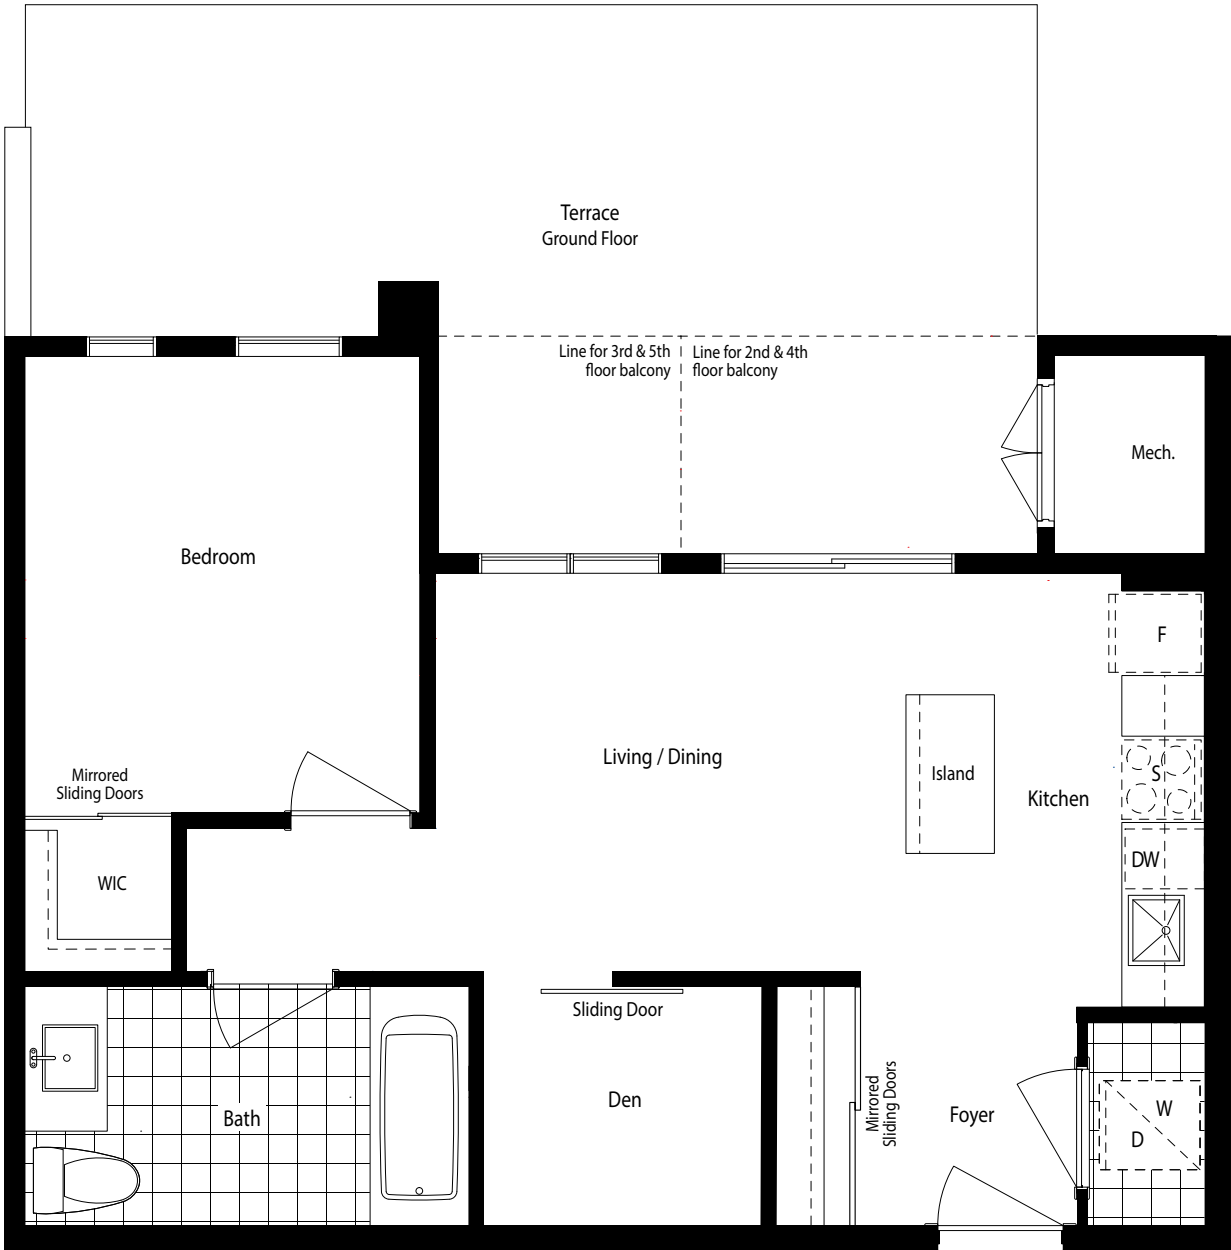 Terrace
Ground Floor
Line for 3rd & 5th
floor balcony
Line for 2nd & 4th
floor balcony
Mech.
Bedroom
F
Living / Dining
Island
S
Kitchen
Mirrored
Sliding Doors
DW
WIC
Sliding Door
Den
Mirrored
Sliding Doors
Foyer
W
D
Bath